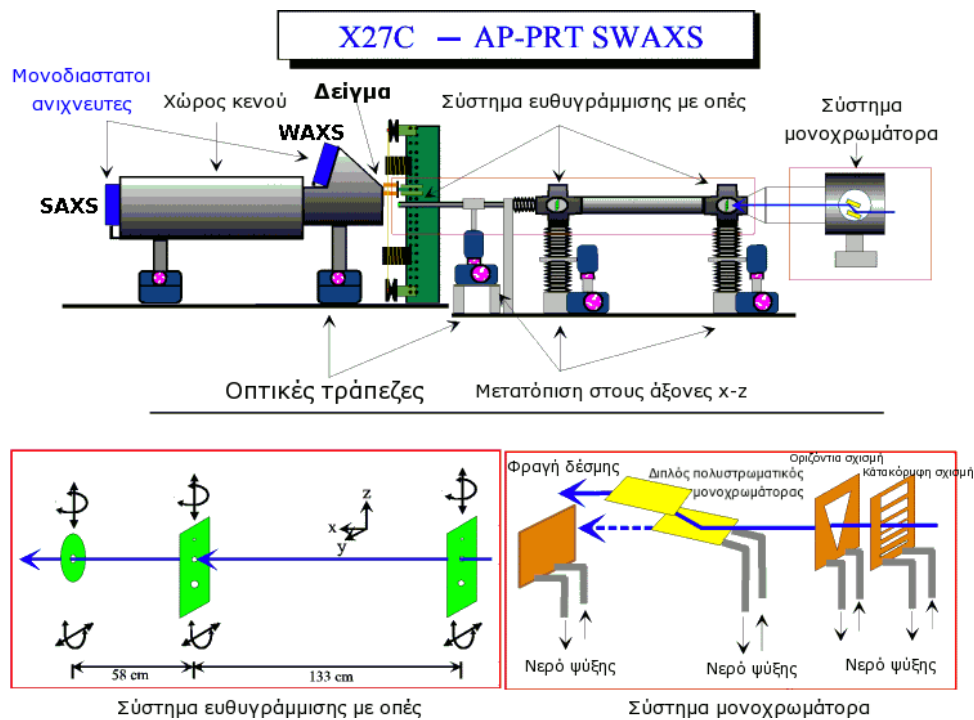 X27C — AP-PRT SWAXS
Μονοδιαστατοι
ανιχνευτες
Χώρος κενού
Δείγμα
Σύστημα ευθυγράμμισης με οπές
Σύστημα
μονοχρωμάτορα
WAXS
SAXS
Οπτικές τράπεζες
Μετατόπιση στους άξονες x-z
z
x
y
58 cm
133 cm
Σύστημα ευθυγράμμισης με οπές
Φραγή δέσμης
Διπλός πολυστρωματικός
μονοχρωμάτορας
Οριζόντια σχισμή
Κάτακόρυφη σχισμή
Νερό ψύξης
Νερό ψύξης
Νερό ψύξης
Σύστημα μονοχρωμάτορα